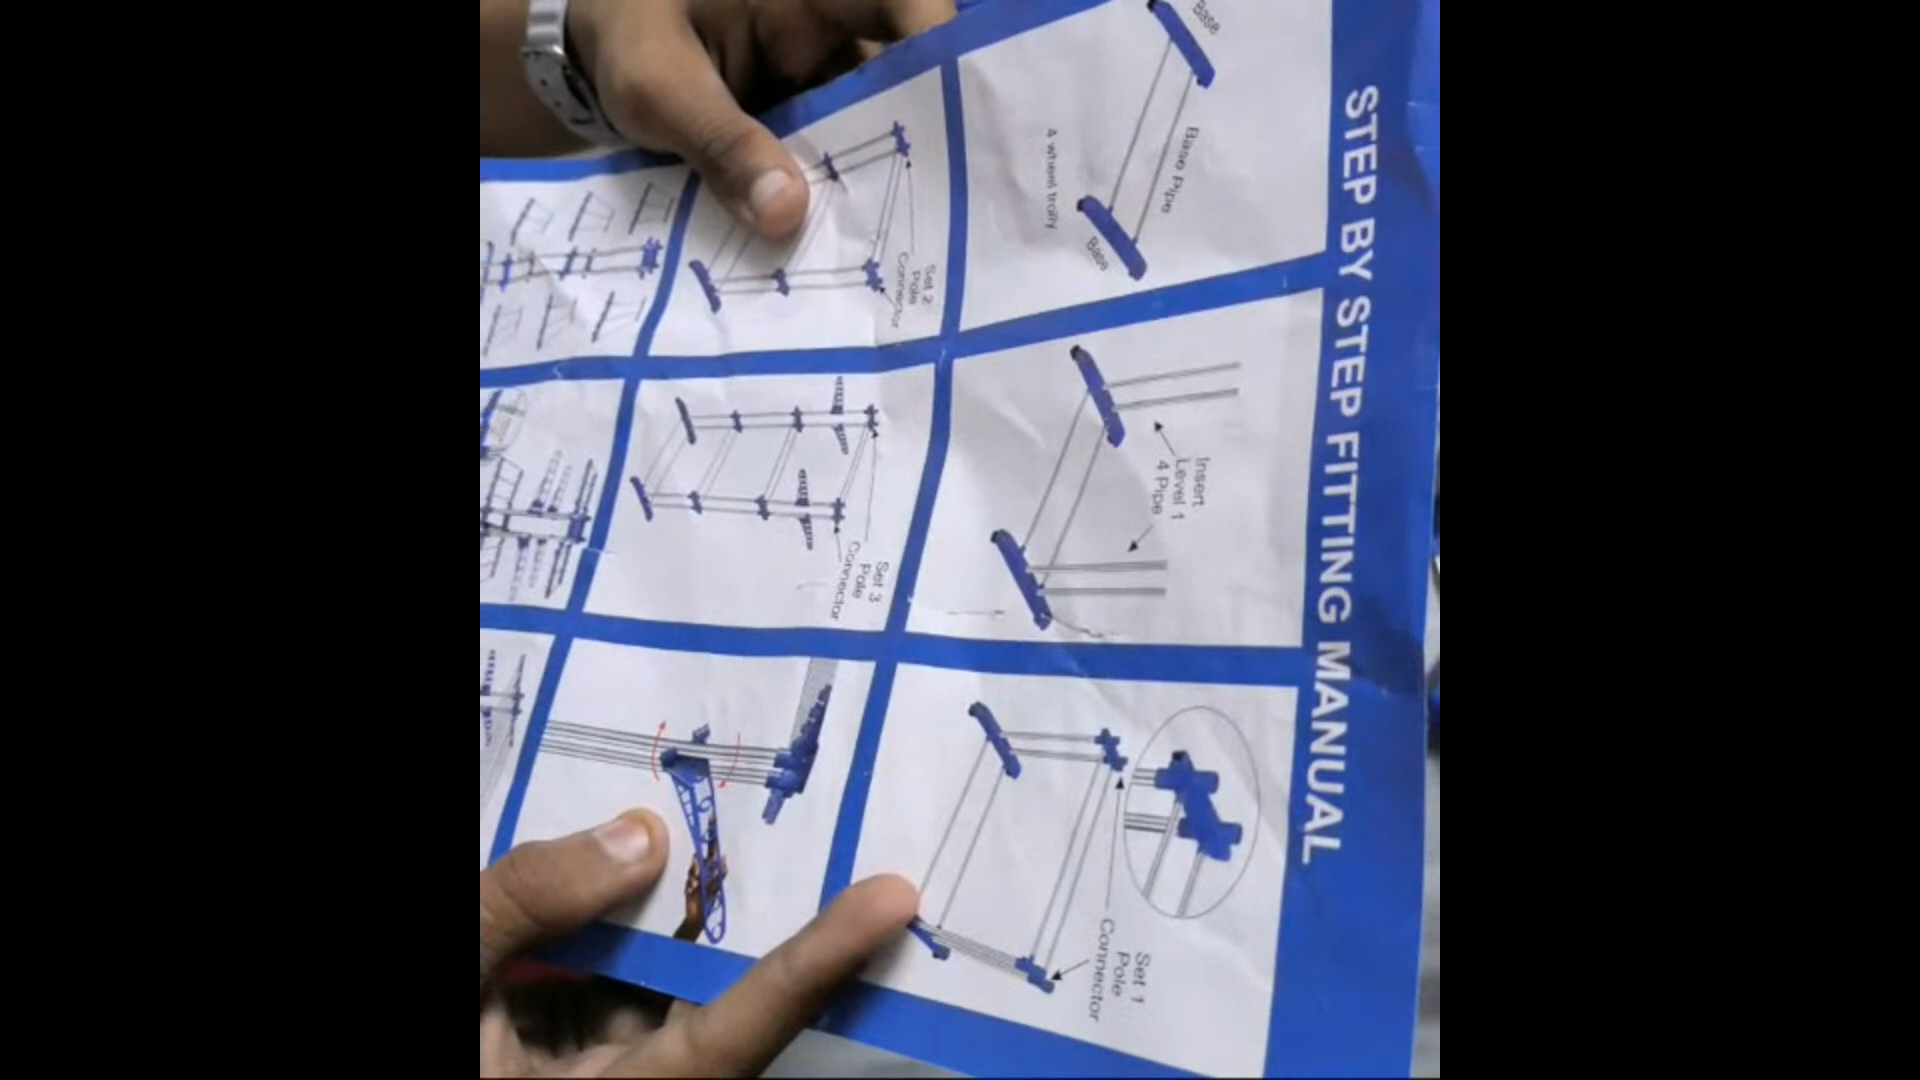 STEP BY STEP FITTING MANUAL
Base
Base Pipe
4 wheel trolly
Base
Insert
Level 1
4 Pipe
Set 1
Pole
Connector
Set 2
Pole
Connector
Set 3
Pole
Connector